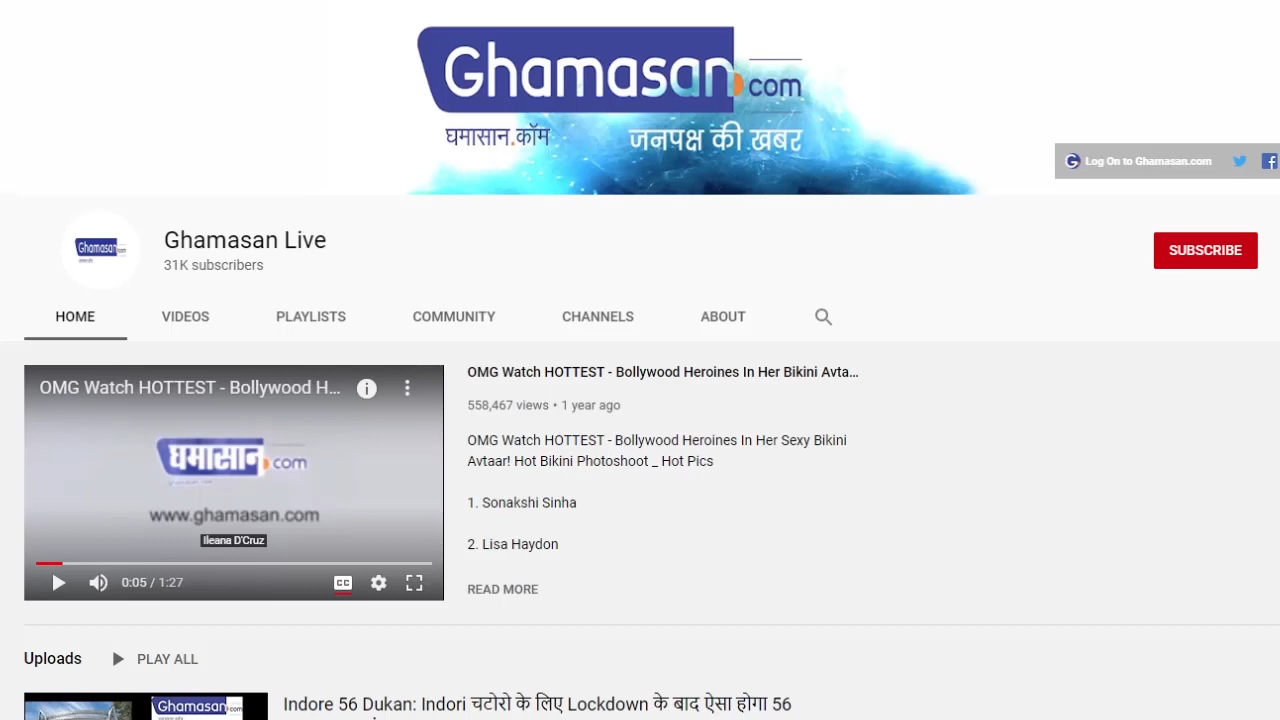 Ghamasan.com
घमासान.कॉम
जनपक्ष की खबर
Log On to Ghamasan.com
Ghamasan
Ghamasan Live
31K subscribers
SUBSCRIBE
HOME VIDEOS PLAYLISTS COMMUNITY CHANNELS ABOUT
OMG Watch HOTTEST - Bollywood H...
घमासान.com
www.ghamasan.com
Ileana D'Cruz
0:05 / 1:27
CC
OMG Watch HOTTEST - Bollywood Heroines In Her Bikini Avta...
558,467 views • 1 year ago
OMG Watch HOTTEST - Bollywood Heroines In Her Sexy Bikini
Avtaar! Hot Bikini Photoshoot _ Hot Pics
1. Sonakshi Sinha
2. Lisa Haydon
READ MORE
Uploads PLAY ALL
Ghamasan.com
Indore 56 Dukan: Indori चटोरो के लिए Lockdown के बाद ऐसा होगा 56